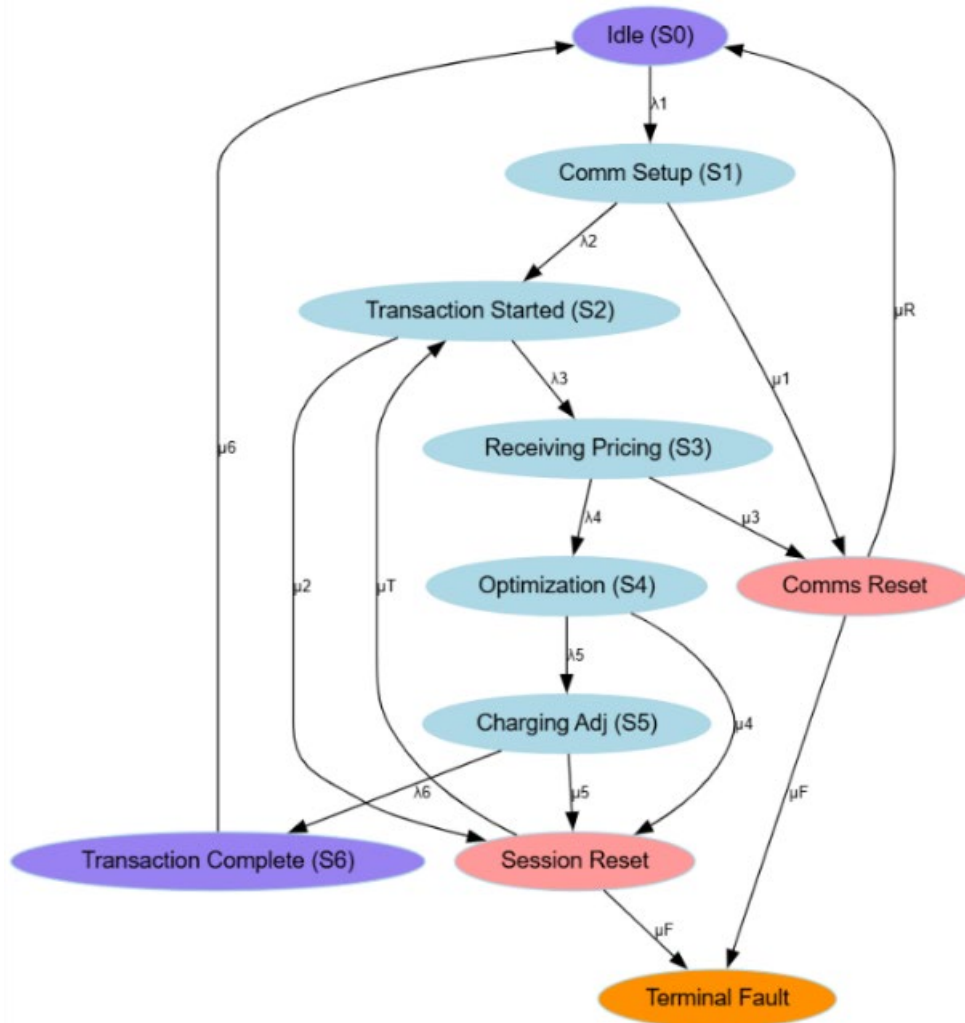 Idle (S0)
λ1
Comm Setup (S1)
λ2
Transaction Started (S2)
μR
μ1
λ3
Receiving Pricing (S3)
μ6
λ4
μ3
Optimization (S4)
Comms Reset
μ2
μT
λ5
Charging Adj (S5)
μ4
λ6
μ5
μF
Transaction Complete (S6)
Session Reset
μF
Terminal Fault